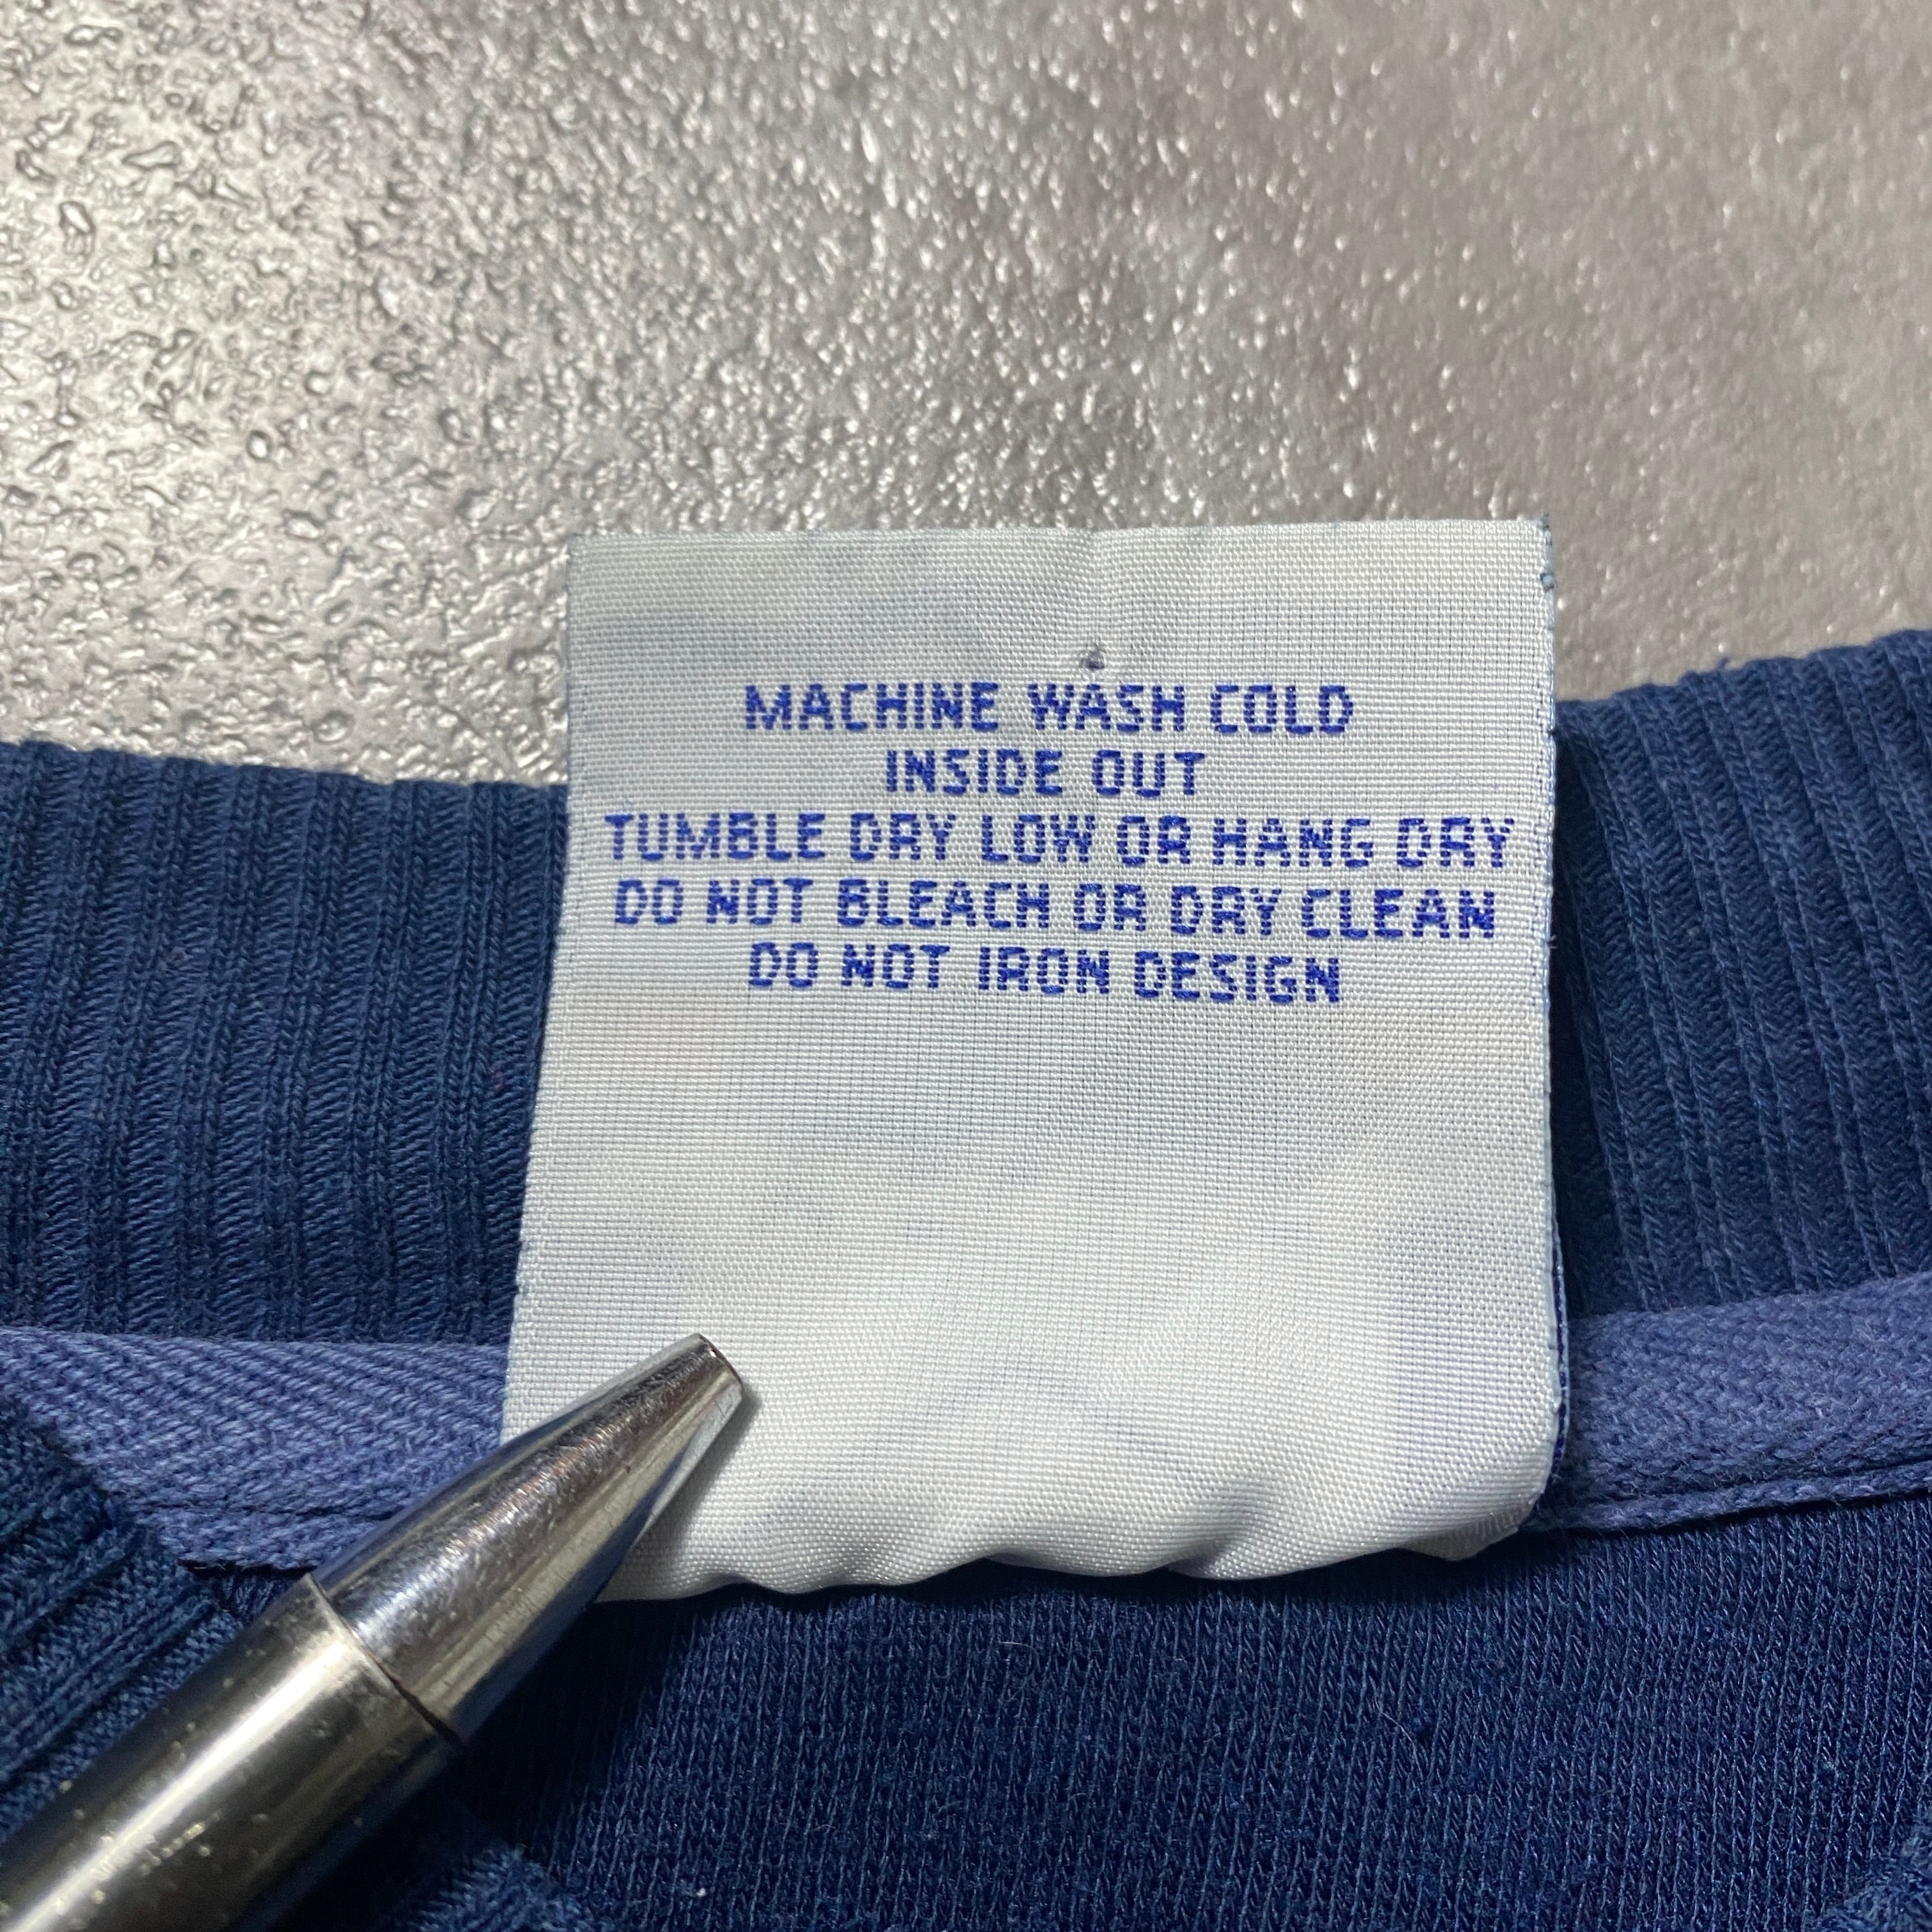 MACHINE WASH COLD
INSIDE OUT
TUMBLE DRY LOW OR HANG DRY
DO NOT BLEACH OR DRY CLEAN
DO NOT IRON DESIGN